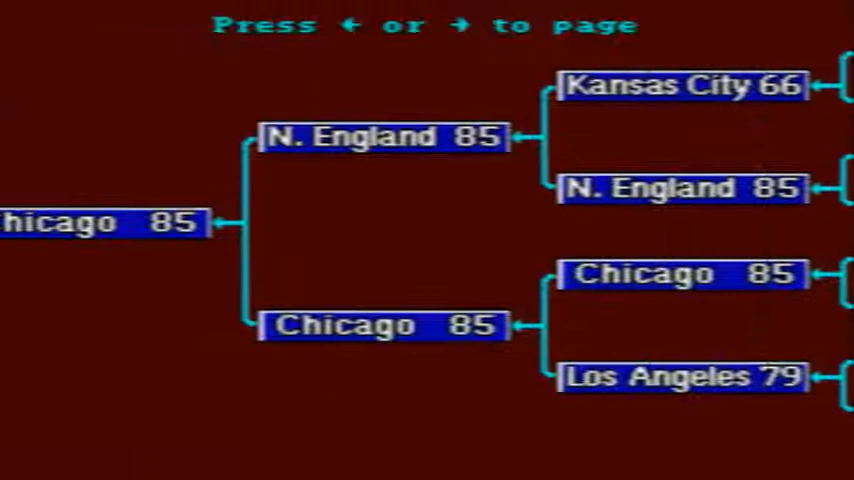 Press ← or → to page
Kansas City 66
N. England 85
N. England 85
hicago 85
Chicago 85
Chicago 85
Los Angeles 79